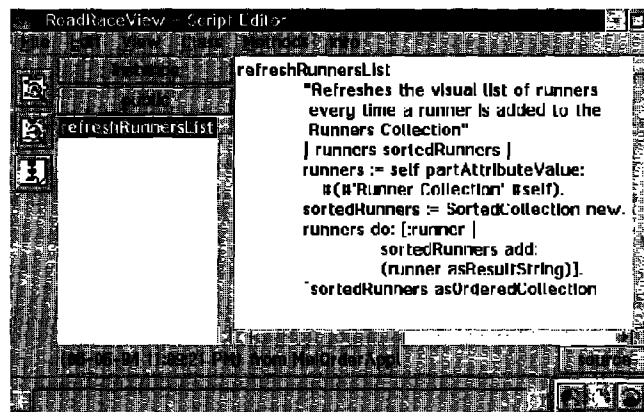 RoadRaceView - Script Editor
refreshRunnersList
refreshRunnersList
"Refreshes the visual list of runners
every time a runner is added to the
Runners Collection"
| runners sortedRunners |
runners := self partAttributeValue:
#(#'Runner Collection' #self).
sortedRunners := SortedCollection new.
runners do: [:runner |
sortedRunners add:
(runner asResultString)].
^sortedRunners asOrderedCollection
source